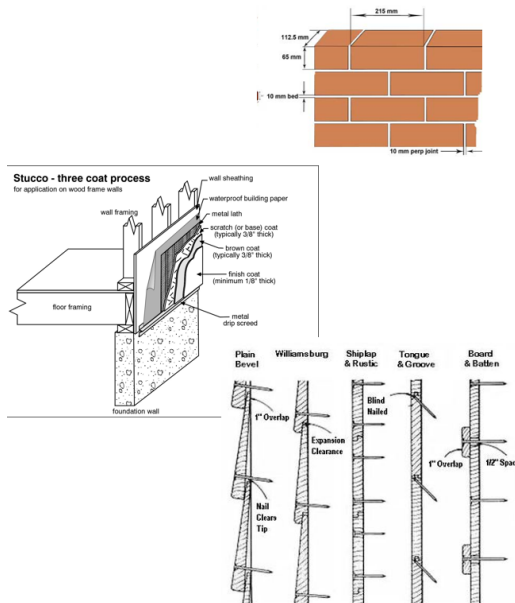 215 mm
112.5 mm
65 mm
10 mm bed
10 mm perp joint
Stucco - three coat process
for application on wood frame walls
wall sheathing
waterproof building paper
metal lath
scratch (or base) coat
(typically 3/8" thick)
brown coat
(typically 3/8" thick)
finish coat
(minimum 1/8" thick)
metal
drip screed
wall framing
floor framing
foundation wall
Plain
Bevel
Williamsburg
Shiplap
& Rustic
Tongue
& Groove
Board
& Batten
1" Overlap
Nail
Clears
Tip
Expansion
Clearance
Blind
Nailed
1" Overlap
1/2" Spac